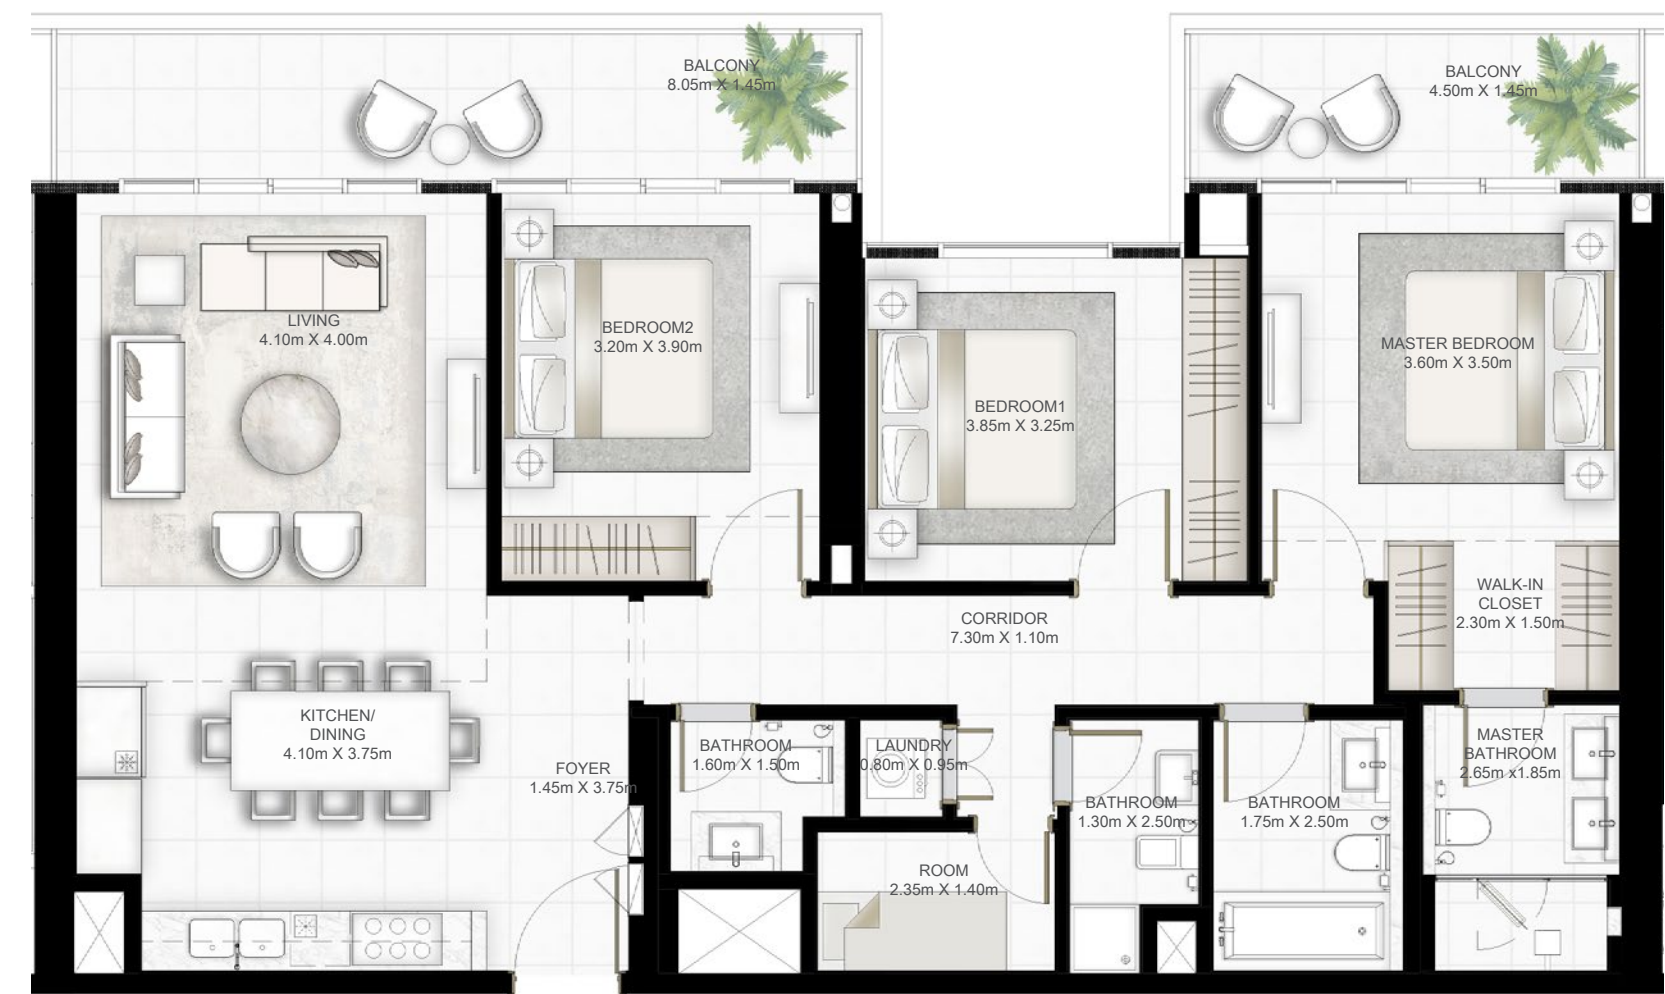 BALCONY
8.05m X 1.45m
BALCONY
4.50m X 1.45m
LIVING
4.10m X 4.00m
BEDROOM2
3.20m X 3.90m
BEDROOM1
3.85m X 3.25m
MASTER BEDROOM
3.60m X 3.50m
WALK-IN
CLOSET
2.30m X 1.50m
CORRIDOR
7.30m X 1.10m
KITCHEN/
DINING
4.10m X 3.75m
FOYER
1.45m X 3.75m
BATHROOM
1.60m X 1.50m
LAUNDRY
0.80m X 0.95m
BATHROOM
1.30m X 2.50m
BATHROOM
1.75m X 2.50m
MASTER
BATHROOM
2.65m x1.85m
ROOM
2.35m X 1.40m